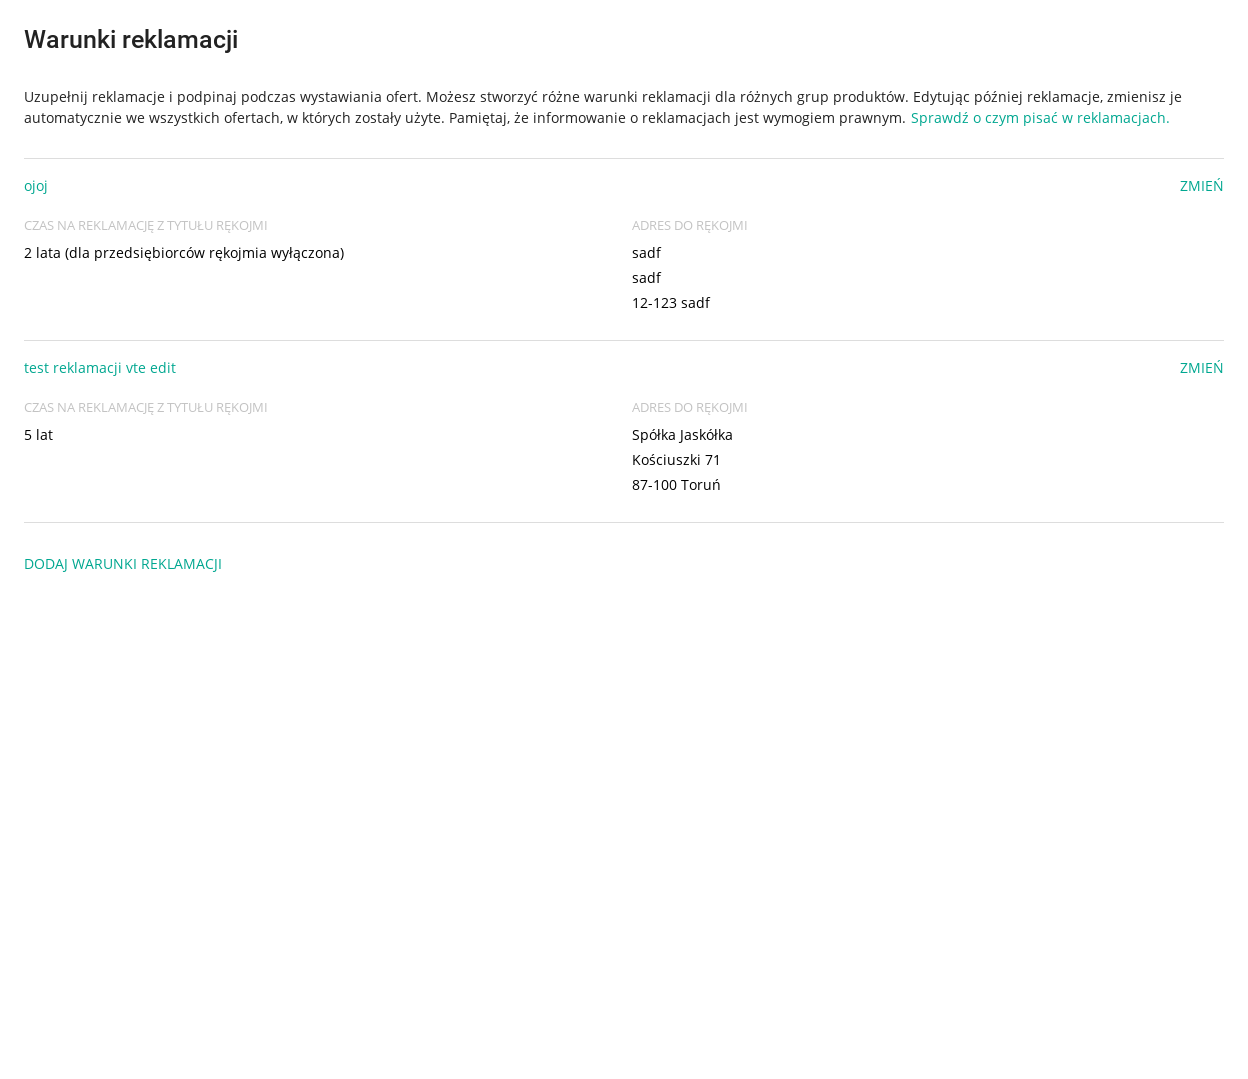 Warunki reklamacji
Uzupełnij reklamacje i podpinaj podczas wystawiania ofert. Możesz stworzyć różne warunki reklamacji dla różnych grup produktów. Edytując później reklamacje, zmienisz je
automatycznie we wszystkich ofertach, w których zostały użyte. Pamiętaj, że informowanie o reklamacjach jest wymogiem prawnym. Sprawdź o czym pisać w reklamacjach.
ojoj
ZMIEŃ
CZAS NA REKLAMACJĘ Z TYTUŁU RĘKOJMI
2 lata (dla przedsiębiorców rękojmia wyłączona)
ADRES DO RĘKOJMI
sadf
sadf
12-123 sadf
test reklamacji vte edit
ZMIEŃ
CZAS NA REKLAMACJĘ Z TYTUŁU RĘKOJMI
5 lat
ADRES DO RĘKOJMI
Spółka Jaskółka
Kościuszki 71
87-100 Toruń
DODAJ WARUNKI REKLAMACJI